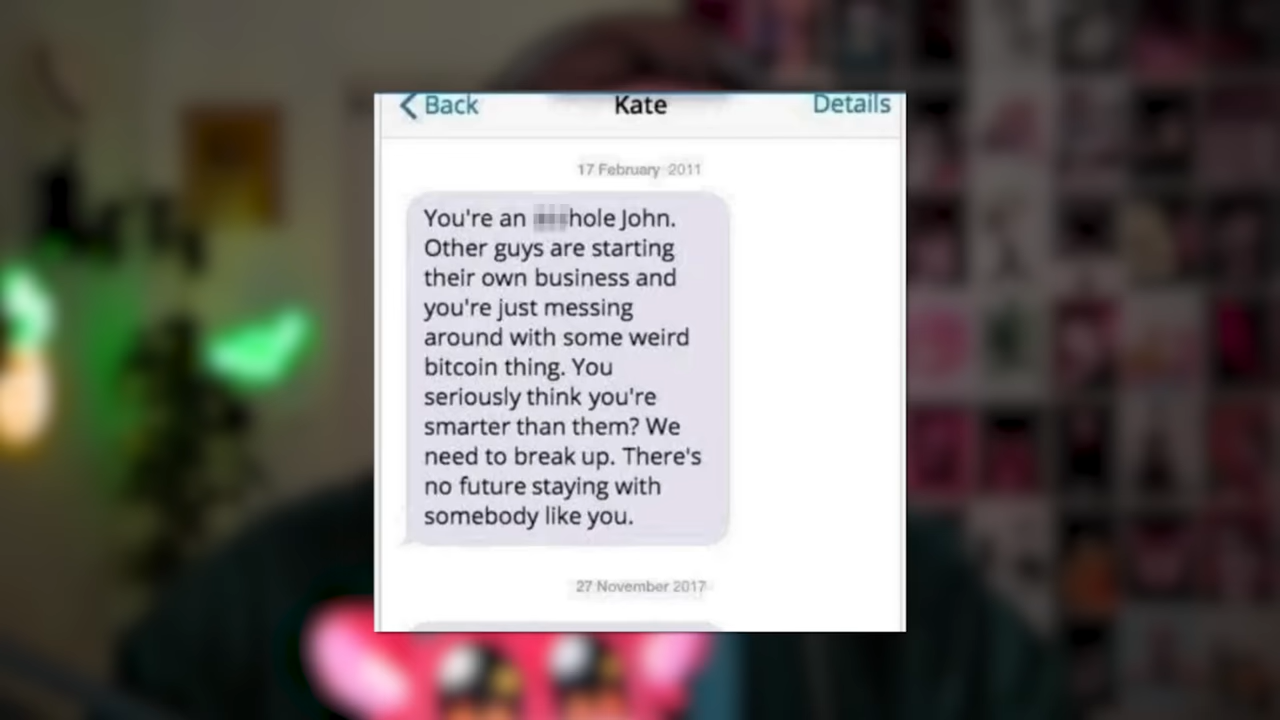 Back
Kate
Details
17 February 2011
You're an hole John.
Other guys are starting
their own business and
you're just messing
around with some weird
bitcoin thing. You
seriously think you're
smarter than them? We
need to break up. There's
no future staying with
somebody like you.
27 November 2017